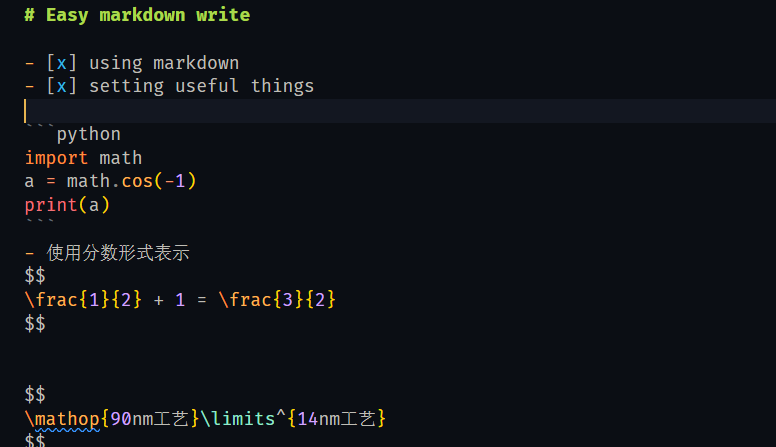 # Easy markdown write
- [x] using markdown
- [x] setting useful things
```python
import math
a = math.cos(-1)
print(a)
```
- 使用分数形式表示
$$
\frac{1}{2} + 1 = \frac{3}{2}
$$
$$
\mathop{90nm工艺}\limits^{14nm工艺}
$$